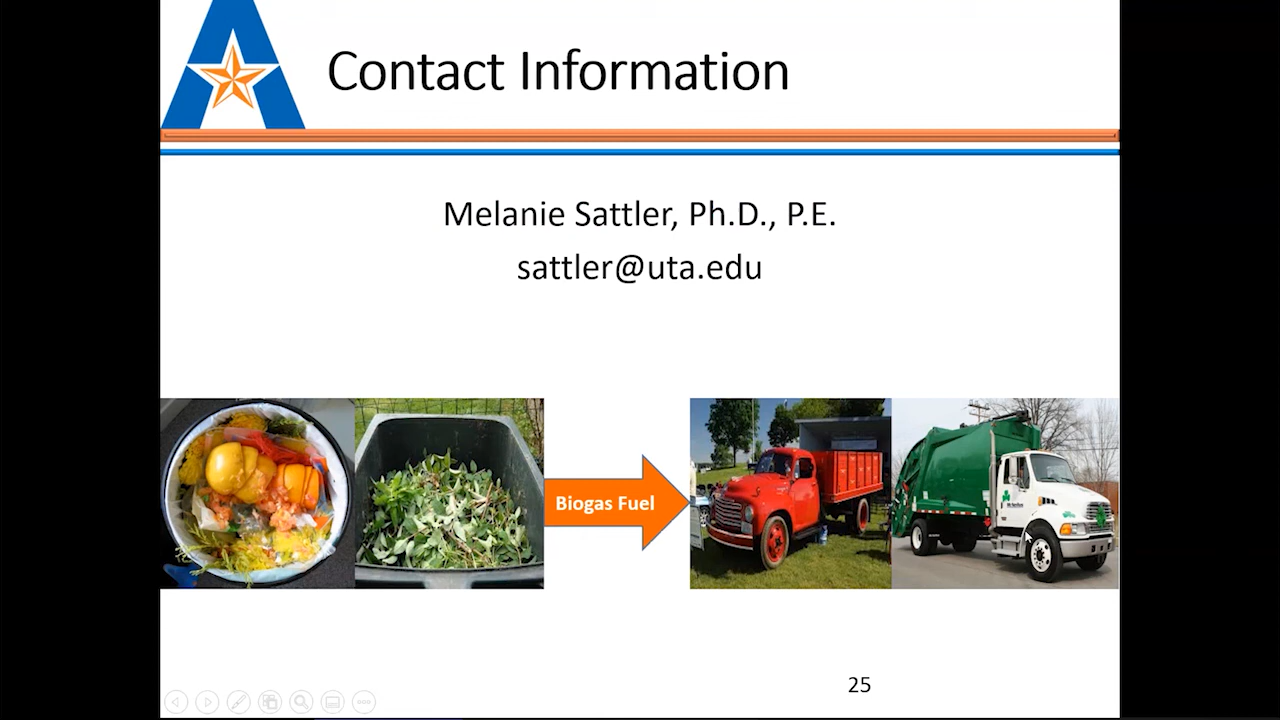 Contact Information
Melanie Sattler, Ph.D., P.E.
sattler@uta.edu
Biogas Fuel
25